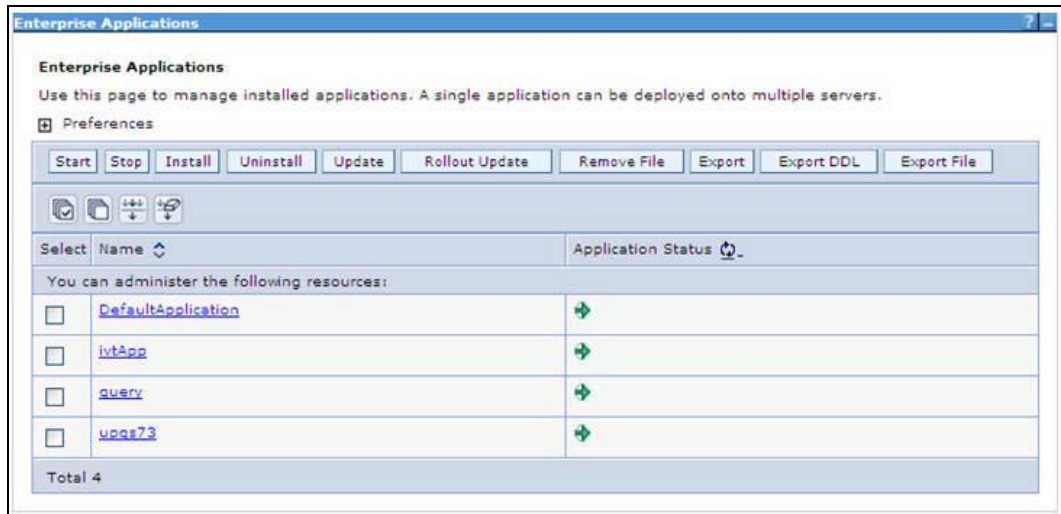 Enterprise Applications ? –
Enterprise Applications
Use this page to manage installed applications. A single application can be deployed onto multiple servers.
+ Preferences
Start Stop Install Uninstall Update Rollout Update Remove File Export Export DDL Export File
Select Name Application Status
You can administer the following resources:
DefaultApplication
ivtApp
query
upgs73
Total 4